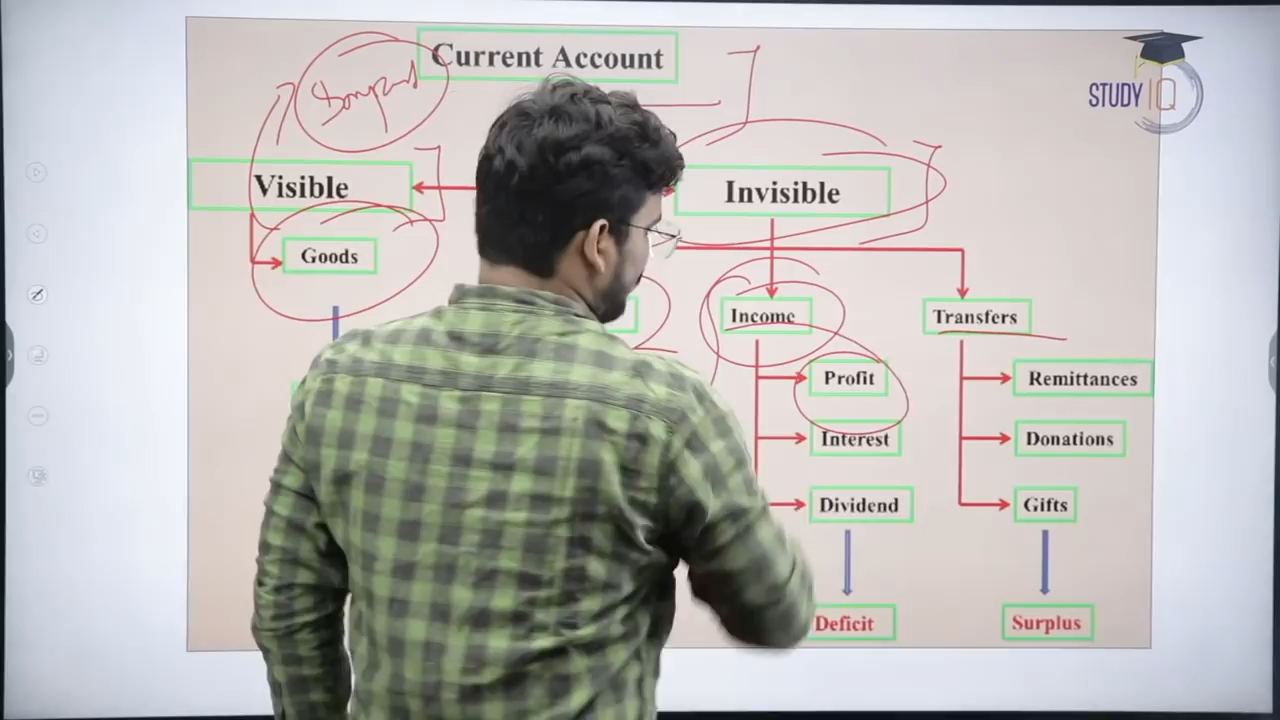 Current Account
STUDY IQ
Visible
Invisible
Goods
Income
Transfers
Profit
Remittances
Interest
Donations
Dividend
Gifts
Deficit
Surplus